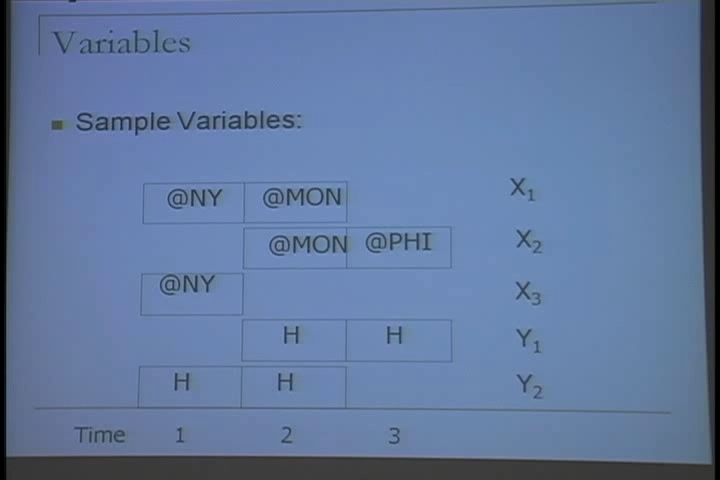 Variables
Sample Variables:
@NY @MON X1
@MON @PHI X2
@NY X3
H H Y1
H H Y2
Time 1 2 3